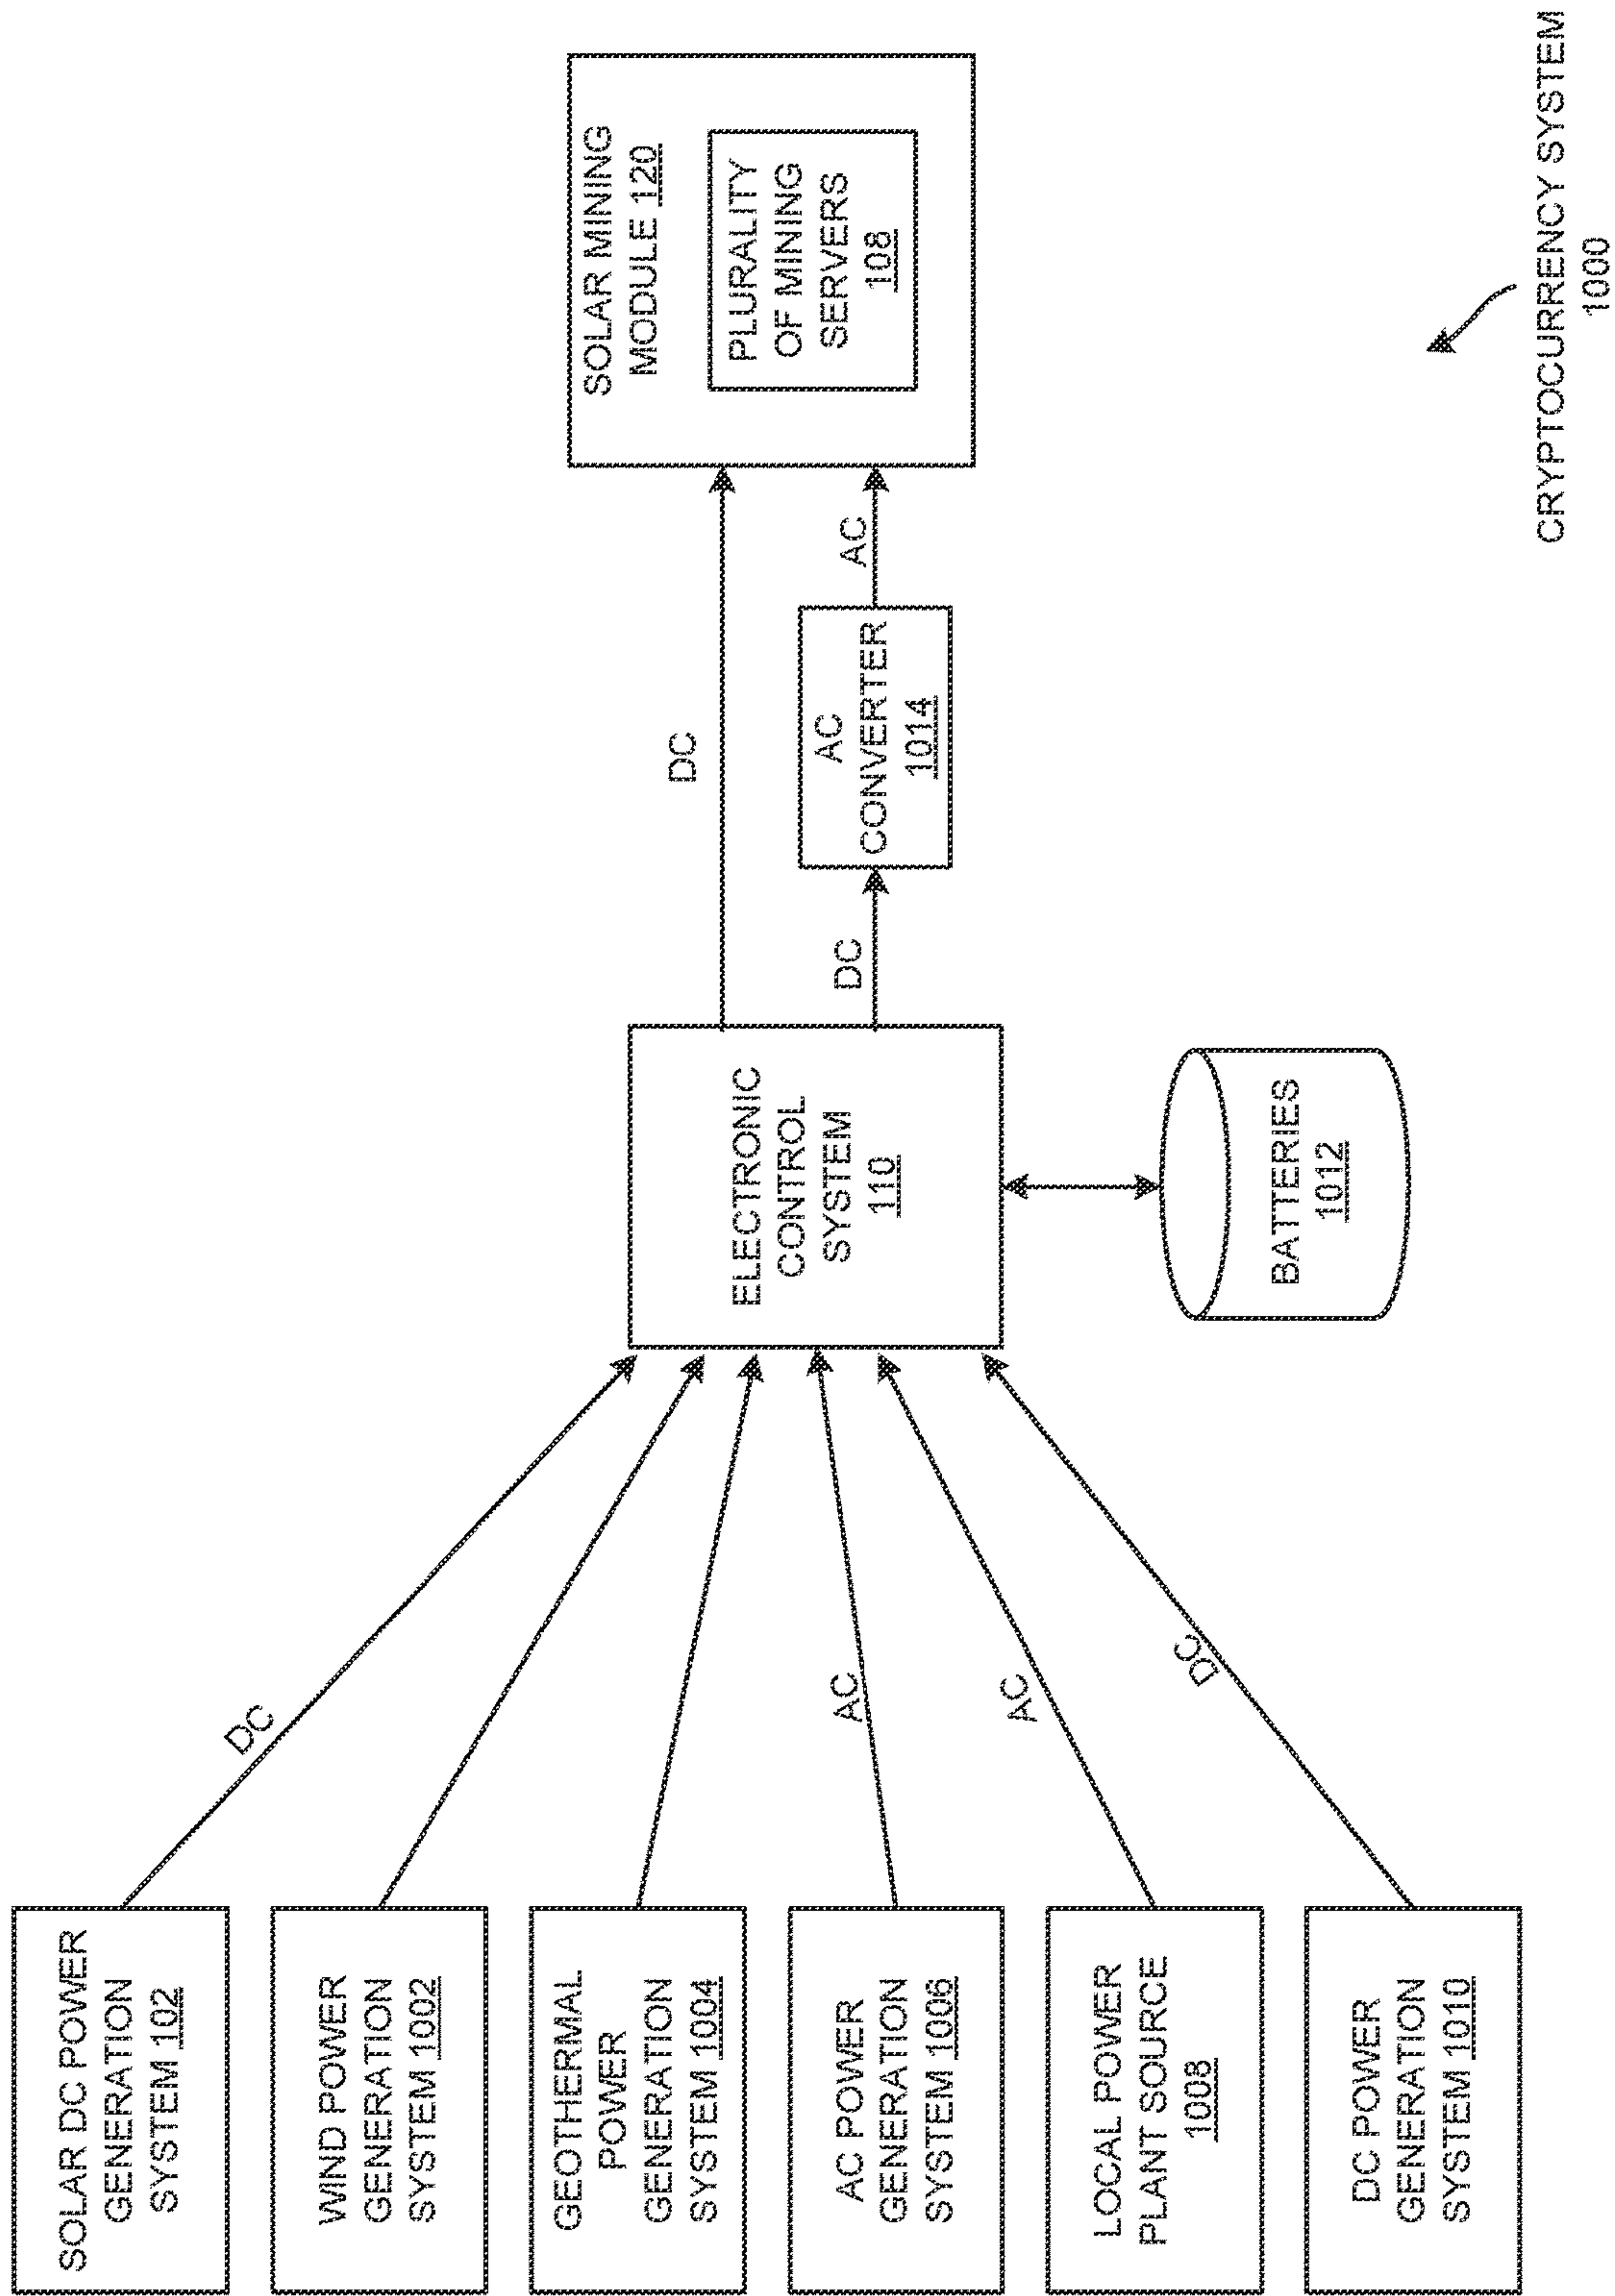 SOLAR DC POWER
GENERATION
SYSTEM 102
WIND POWER
GENERATION
SYSTEM 1002
GEOTHERMAL
POWER
GENERATION
SYSTEM 1004
AC POWER
GENERATION
SYSTEM 1006
LOCAL POWER
PLANT SOURCE
1008
DC POWER
GENERATION
SYSTEM 1010
DC
AC
AC
DC
ELECTRONIC
CONTROL
SYSTEM
110
BATTERIES
1012
DC
DC
AC
CONVERTER
1014
AC
SOLAR MINING
MODULE 120
PLURALITY
OF MINING
SERVERS
108
CRYPTOCURRENCY SYSTEM
1000